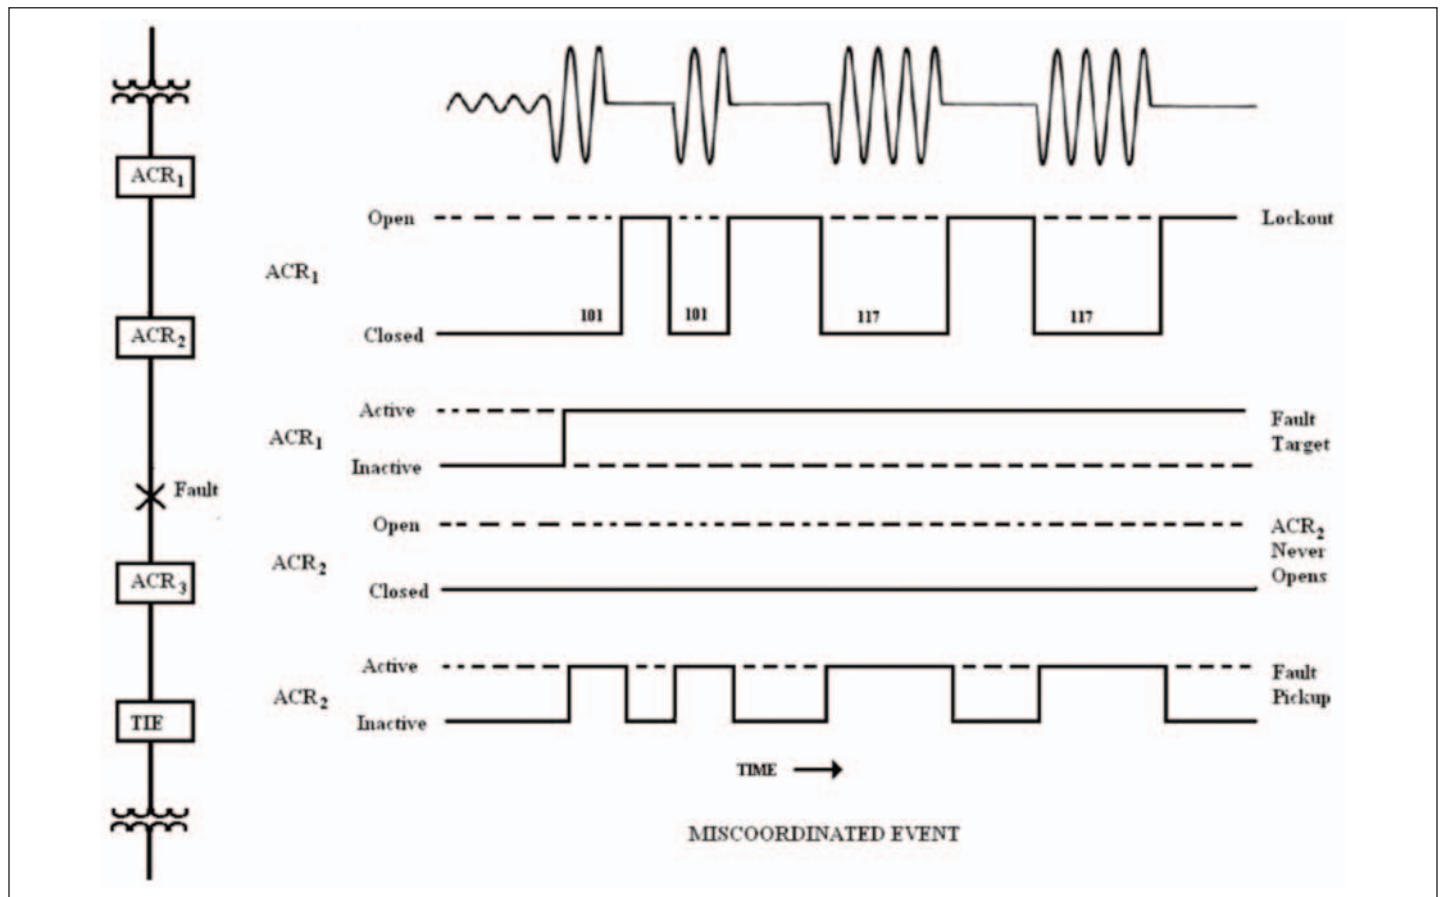 ACR1
ACR2
Fault
ACR3
TIE
Open
Lockout
ACR1
101
101
117
117
Closed
Active
Fault
Target
ACR1
Inactive
Open
ACR2
Never
Opens
ACR2
Closed
Active
Fault
Pickup
ACR2
Inactive
TIME
MISCOORDINATED EVENT